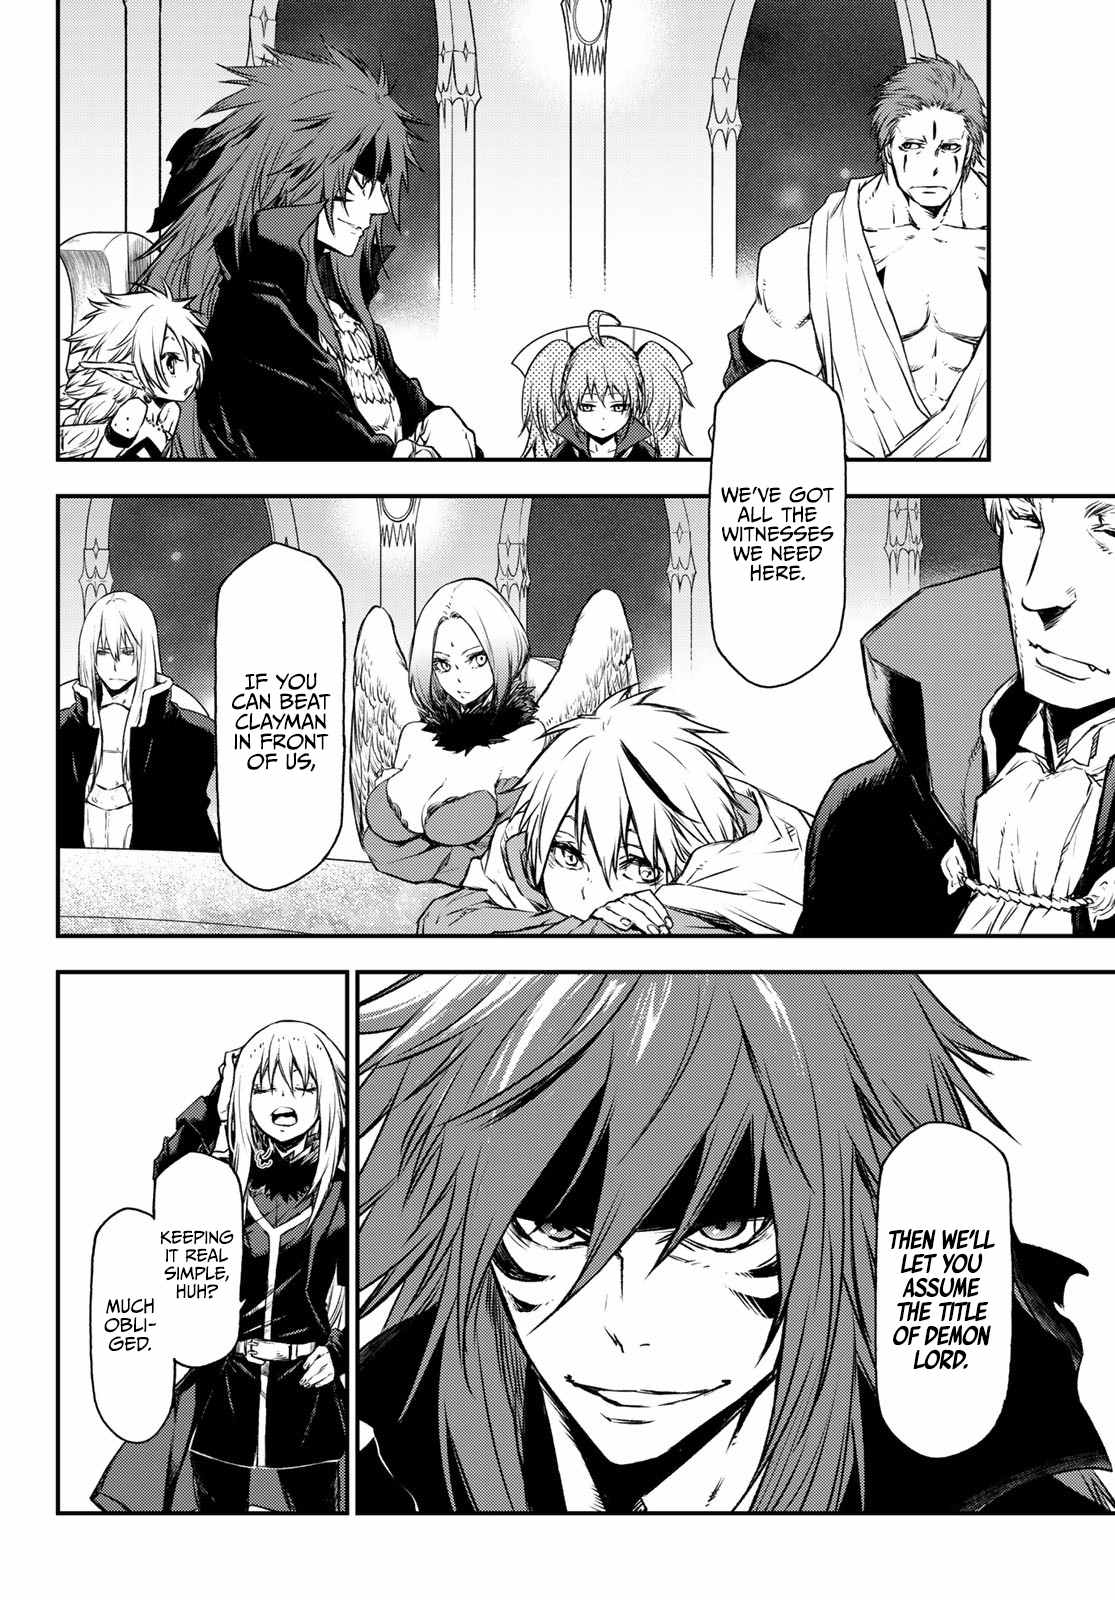 WE'VE GOT
ALL THE
WITNESSES
WE NEED
HERE.
IF YOU
CAN BEAT
CLAYMAN
IN FRONT
OF US,
THEN WE'LL
LET YOU
ASSUME
THE TITLE
OF DEMON
LORD.
KEEPING
IT REAL
SIMPLE,
HUH?
MUCH
OBLI-
GED.